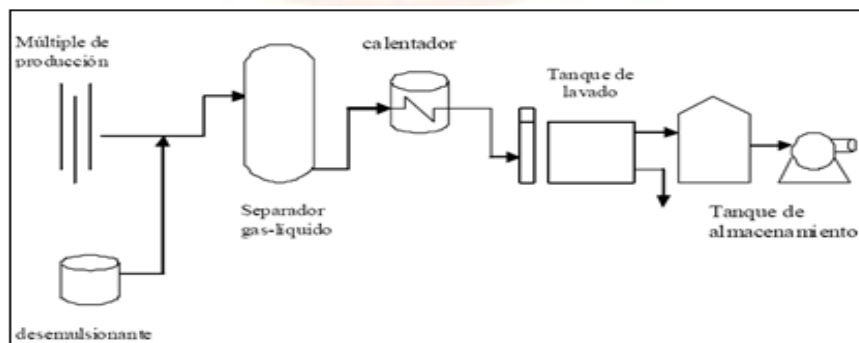 Múltiple de
producción
calentador
Tanque de
lavado
Separador
gas-líquido
Tanque de
almacenamiento
desemulsionante